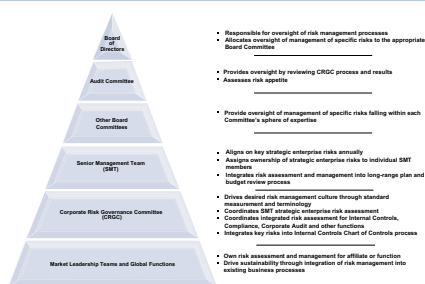 Board
of
Directors
▪ Responsible for oversight of risk management processes
▪ Allocates oversight of management of specific risks to the appropriate
Board Committee
Audit Committee
▪ Provides oversight by reviewing CRGC process and results
▪ Assesses risk appetite
Other Board
Committees
▪ Provide oversight of management of specific risks falling within each
Committee's sphere of expertise
Senior Management Team
(SMT)
▪ Aligns on key strategic enterprise risks annually
▪ Assigns ownership of strategic enterprise risks to individual SMT
members
▪ Integrates risk assessment and management into long-range plan and
budget review process
Corporate Risk Governance Committee
(CRGC)
▪ Drives desired risk management culture through standard
measurement and terminology
▪ Coordinates SMT strategic enterprise risk assessment
▪ Coordinates integrated risk assessment for Internal Controls,
Compliance, Corporate Audit and other functions
▪ Integrates key risks into Internal Controls Chart of Controls process
Market Leadership Teams and Global Functions
▪ Own risk assessment and management for affiliate or function
▪ Drive sustainability through integration of risk management into
existing business processes